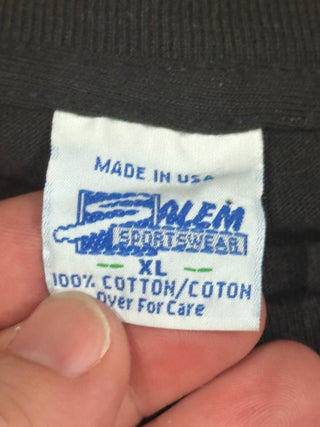 MADE IN USA
SALEM
SPORTSWEAR
XL
100% COTTON/COTON
Over For Care